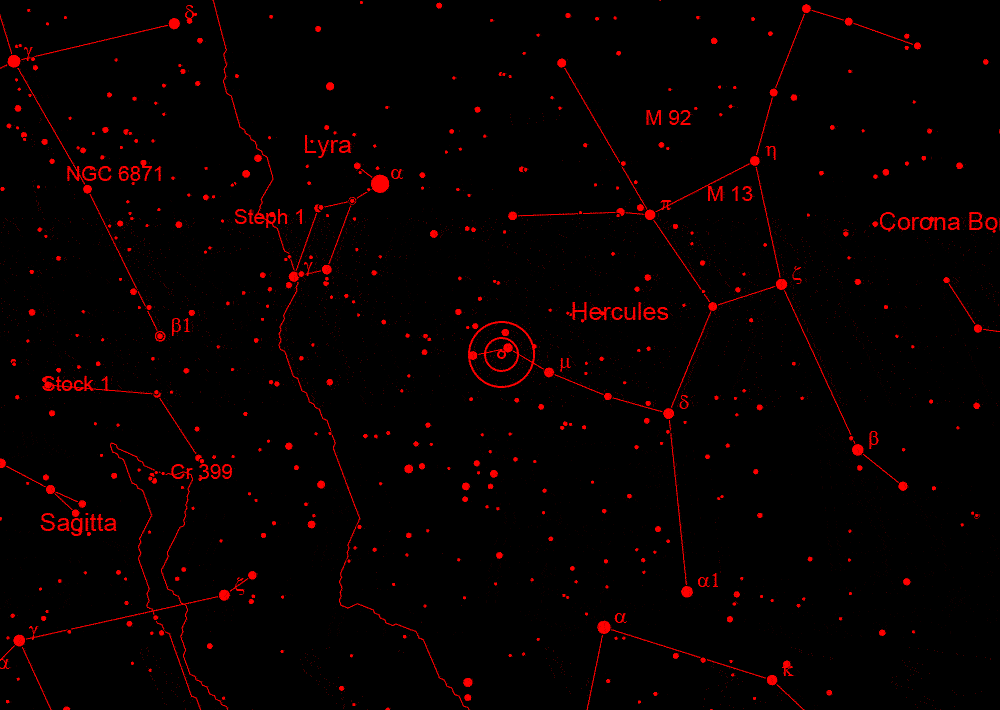 δ
γ
M 92
Lyra
η
α
NGC 6871
M 13
π
Steph 1
Corona Bo
γ
ζ
Hercules
β1
μ
Stock 1
δ
β
Cr 399
Sagitta
ζ
α1
α
γ
α
κ